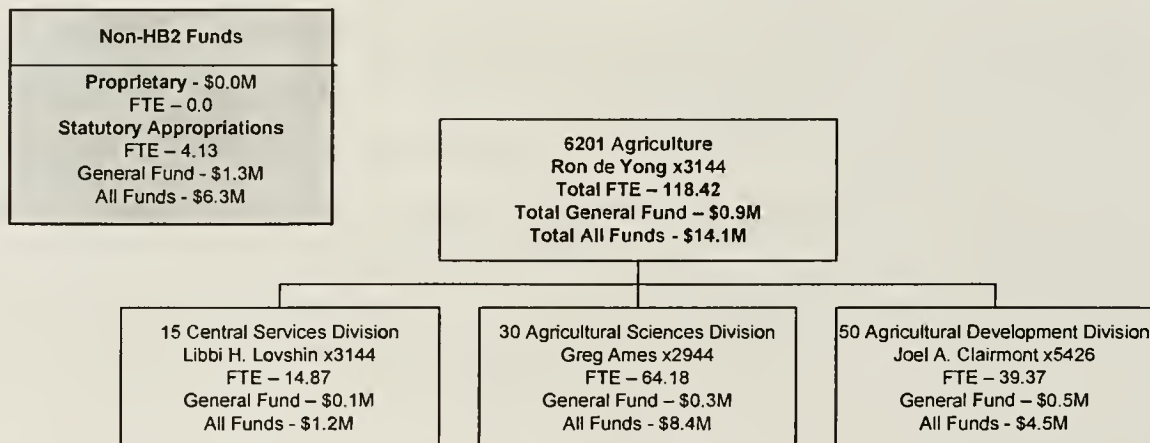 Non-HB2 Funds
Proprietary - $0.0M
FTE – 0.0
Statutory Appropriations
FTE – 4.13
General Fund - $1.3M
All Funds - $6.3M
6201 Agriculture
Ron de Yong x3144
Total FTE – 118.42
Total General Fund – $0.9M
Total All Funds - $14.1M
15 Central Services Division
Libbi H. Lovshin x3144
FTE – 14.87
General Fund – $0.1M
All Funds - $1.2M
30 Agricultural Sciences Division
Greg Ames x2944
FTE – 64.18
General Fund – $0.3M
All Funds - $8.4M
50 Agricultural Development Division
Joel A. Clairmont x5426
FTE – 39.37
General Fund – $0.5M
All Funds - $4.5M